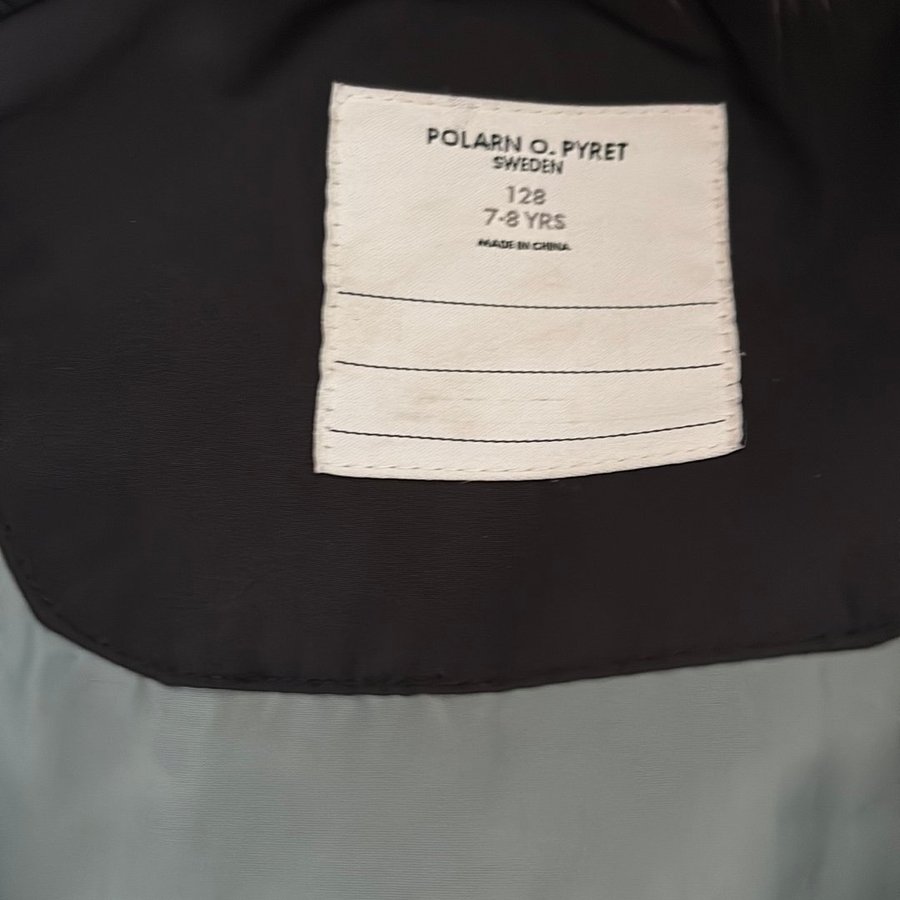 POLARN O. PYRET
SWEDEN
128
7-8 YRS
MADE IN CHINA